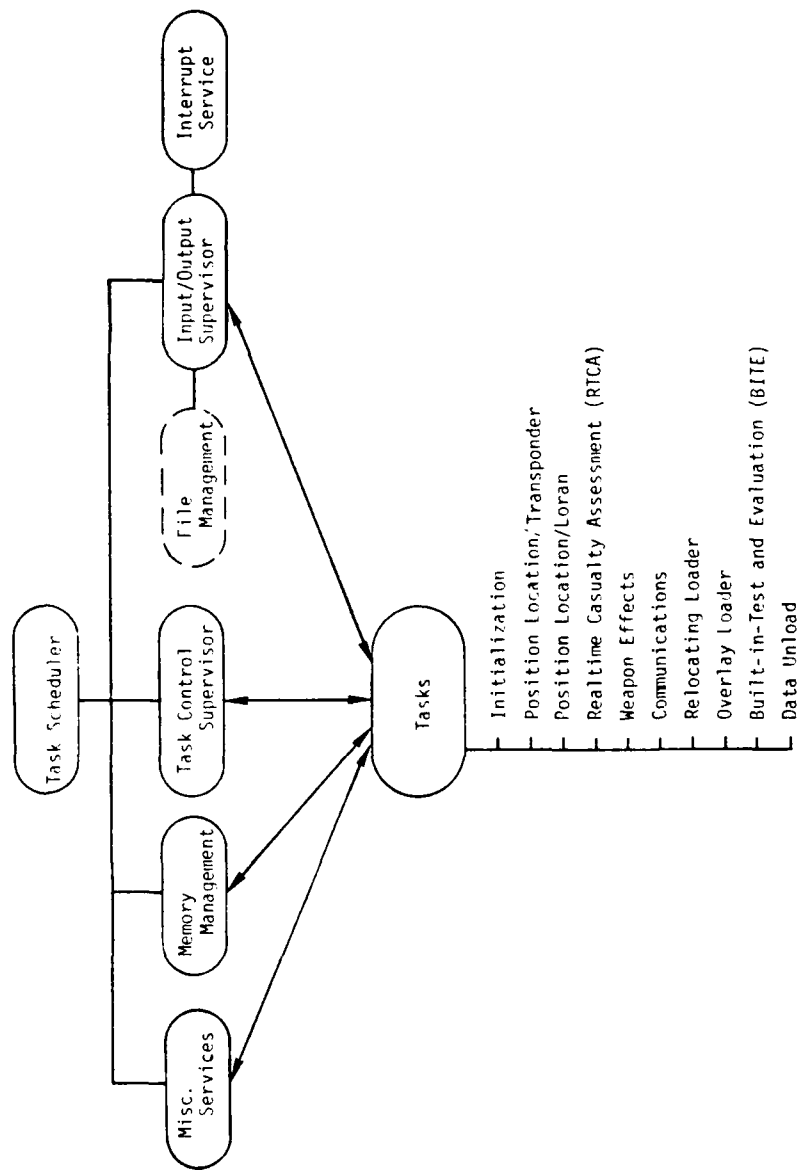 Task Scheduler
Misc.
Services
Memory
Management
Task Control
Supervisor
File
Management
Input/Output
Supervisor
Interrupt
Service
Tasks
Initialization
Position Location/Transponder
Position Location/Loran
Realtime Casualty Assessment (RTCA)
Weapon Effects
Communications
Relocating Loader
Overlay Loader
Built-in-Test and Evaluation (BITE)
Data Unload